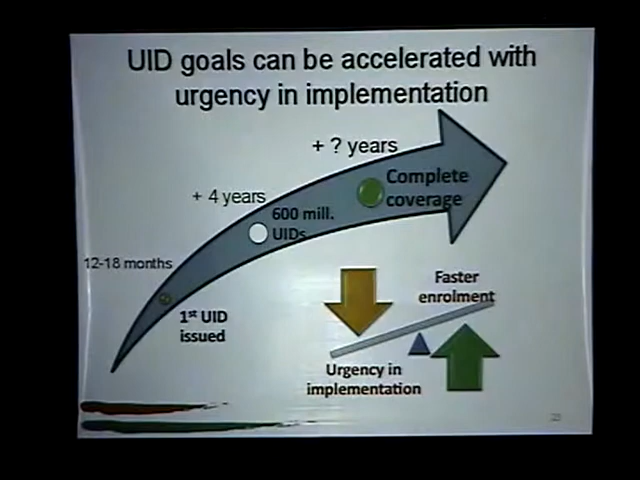 UID goals can be accelerated with
urgency in implementation
+ ? years
Complete
coverage
+ 4 years
600 mill.
UIDs
12-18 months
1st UID
issued
Faster
enrolment
Urgency in
implementation